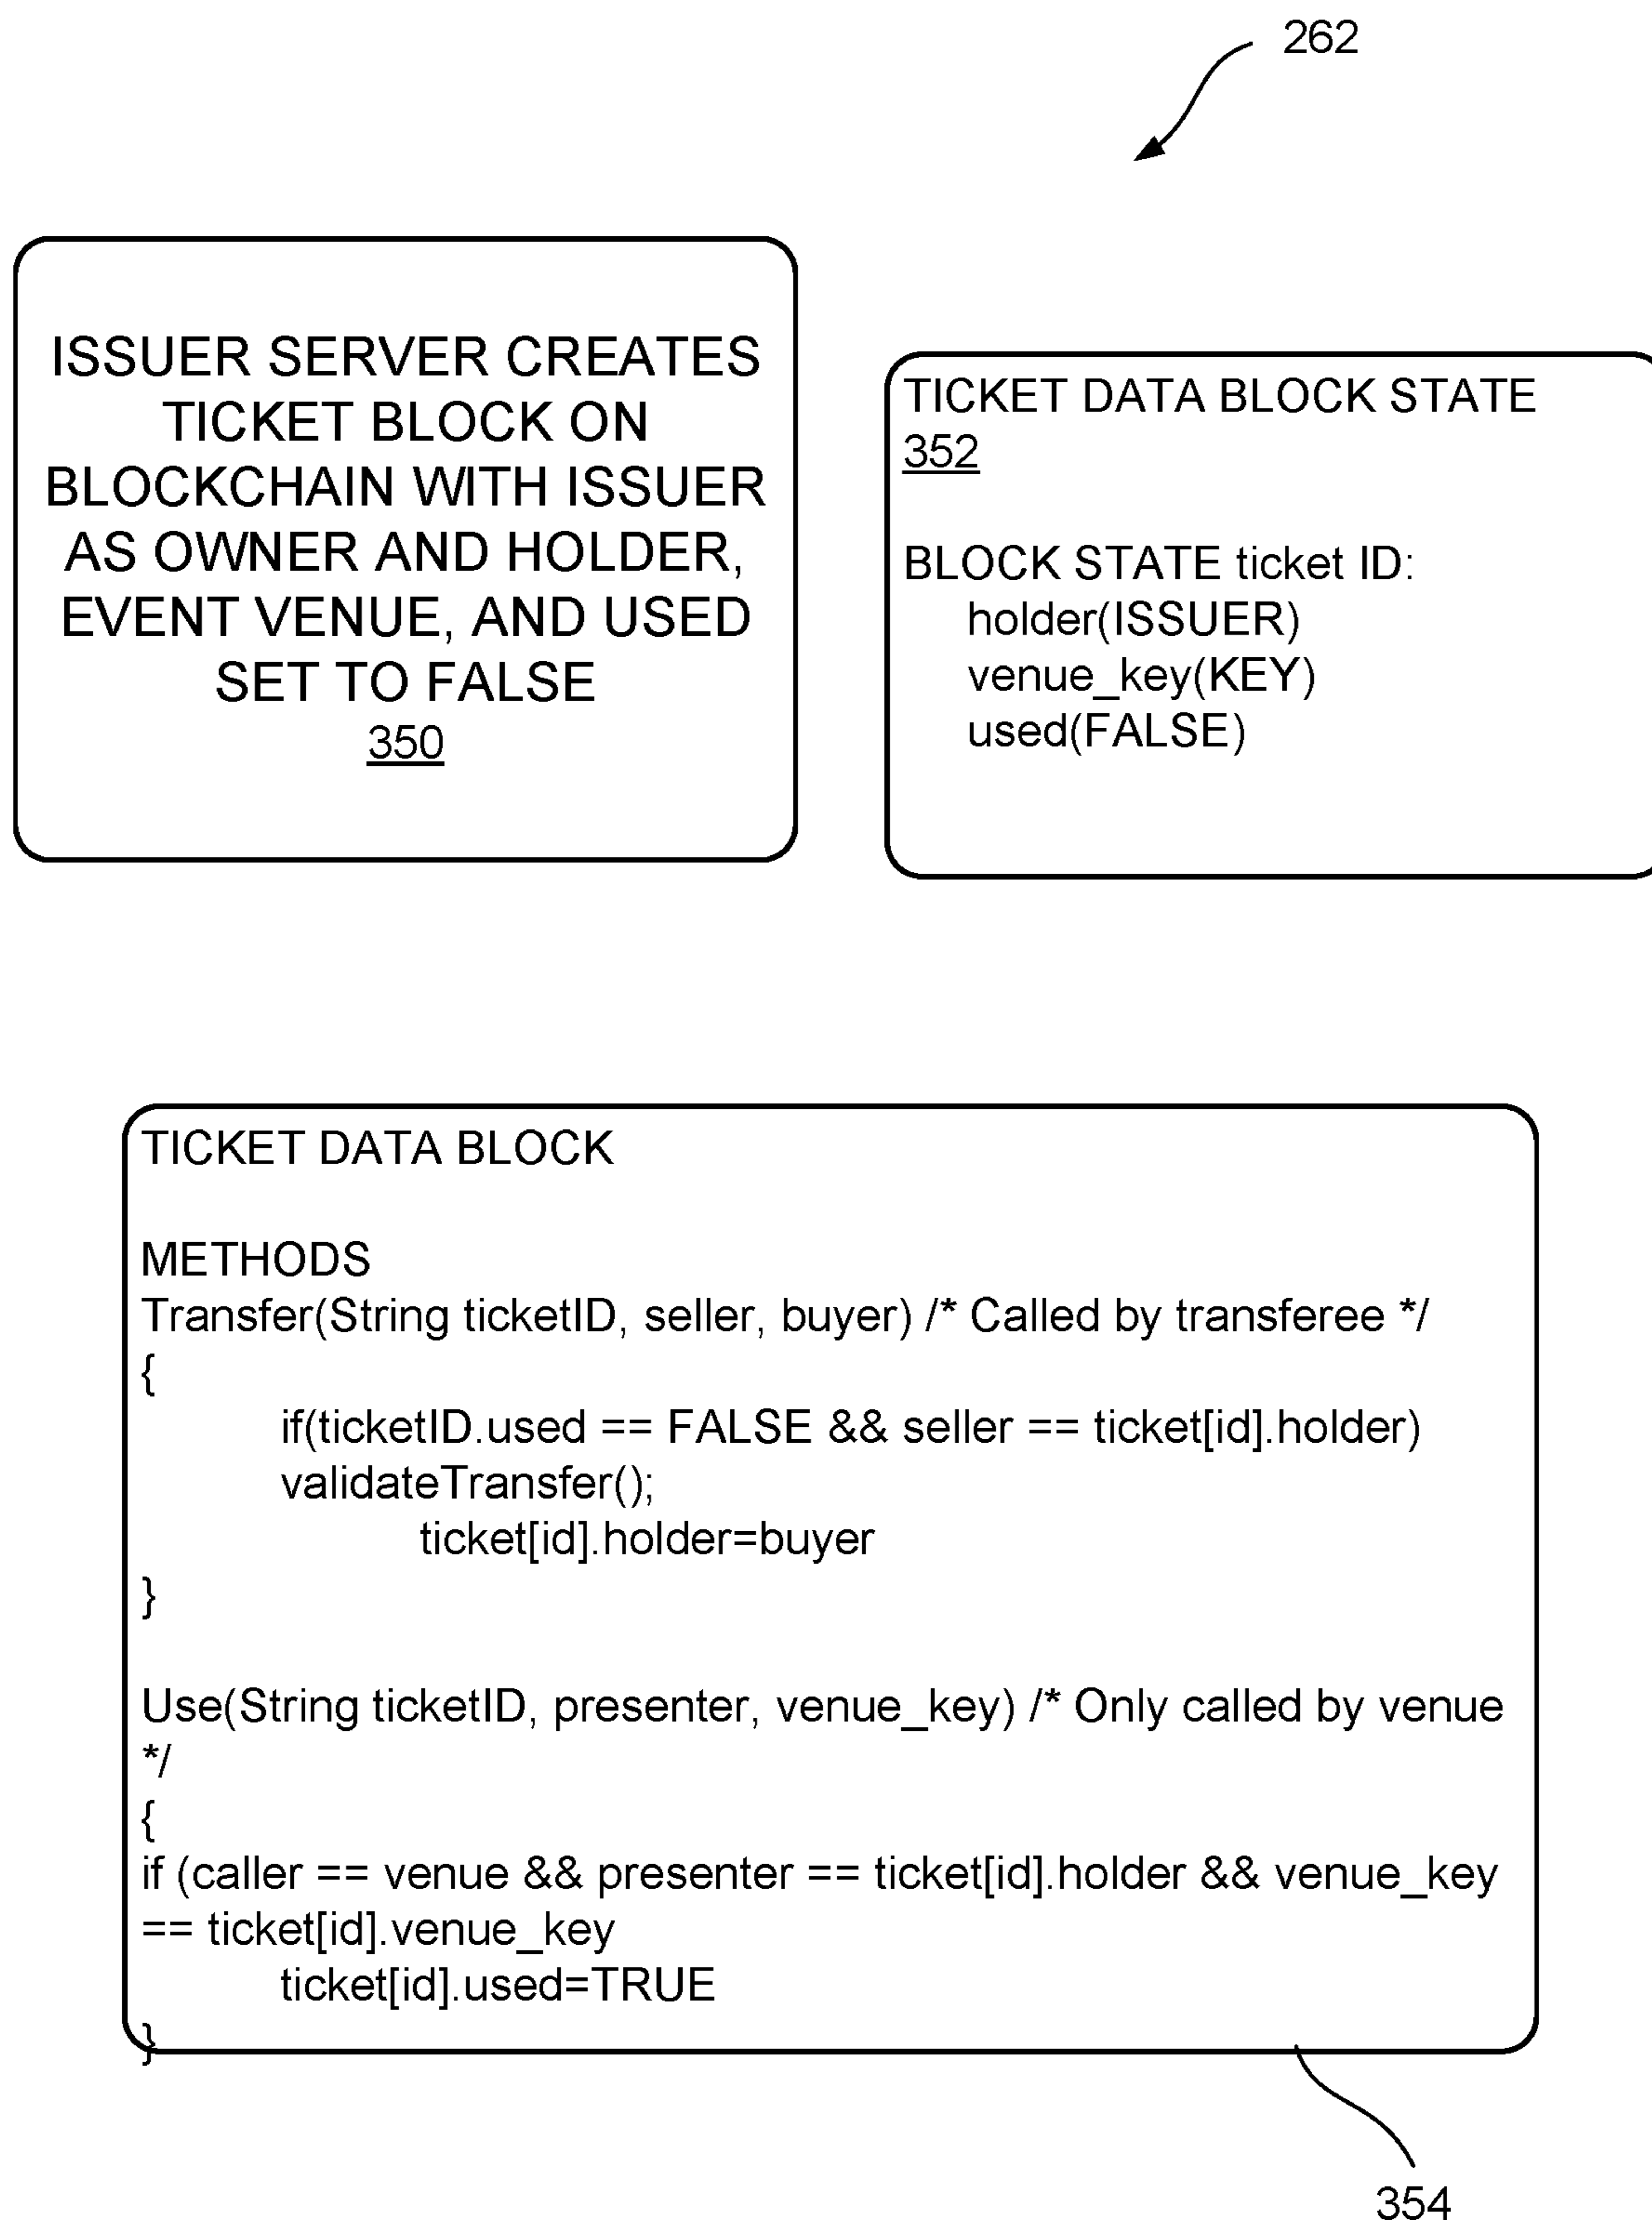 262
ISSUER SERVER CREATES
TICKET BLOCK ON
BLOCKCHAIN WITH ISSUER
AS OWNER AND HOLDER,
EVENT VENUE, AND USED
SET TO FALSE
350
TICKET DATA BLOCK STATE
352
BLOCK STATE ticket ID:
holder(ISSUER)
venue_key(KEY)
used(FALSE)
TICKET DATA BLOCK
METHODS
Transfer(String ticketID, seller, buyer) /* Called by transferee */
{
if(ticketID.used == FALSE && seller == ticket[id].holder)
validateTransfer();
ticket[id].holder=buyer
}
Use(String ticketID, presenter, venue_key) /* Only called by venue
*/
{
if (caller == venue && presenter == ticket[id].holder && venue_key
== ticket[id].venue_key
ticket[id].used=TRUE
}
354